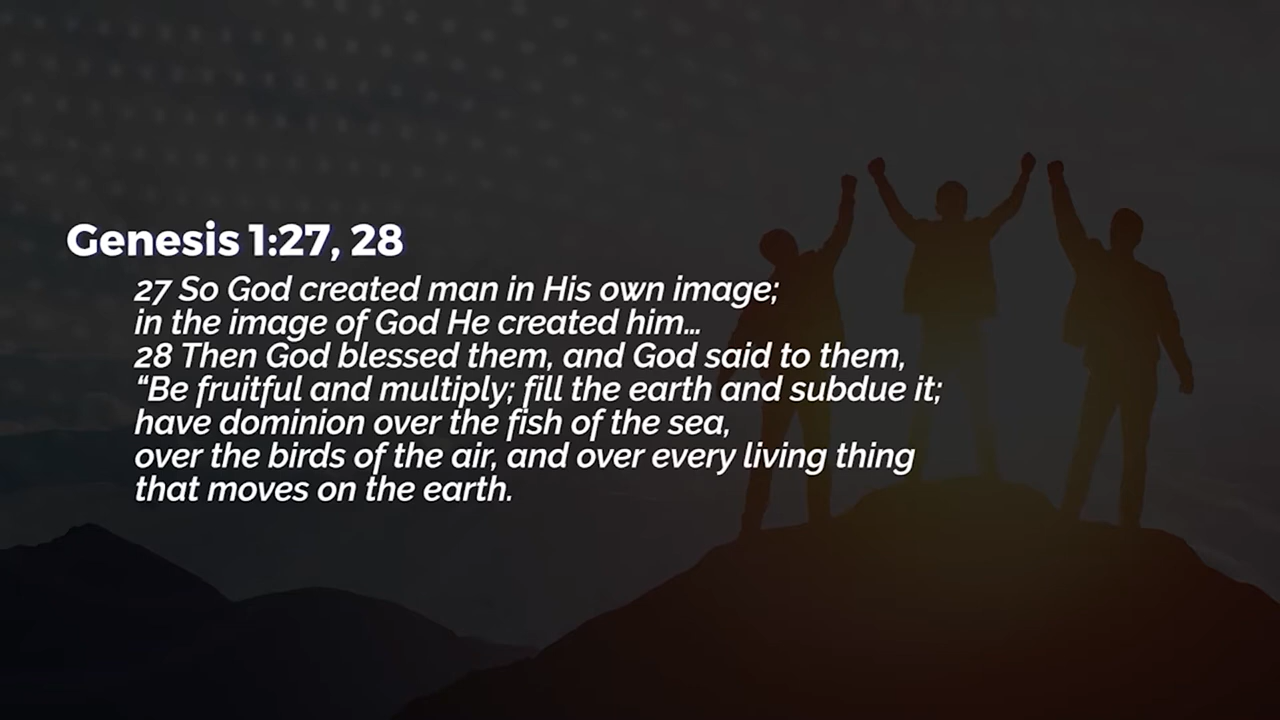 Genesis 1:27, 28
27 So God created man in His own image;
in the image of God He created him...
28 Then God blessed them, and God said to them,
“Be fruitful and multiply; fill the earth and subdue it;
have dominion over the fish of the sea,
over the birds of the air, and over every living thing
that moves on the earth.